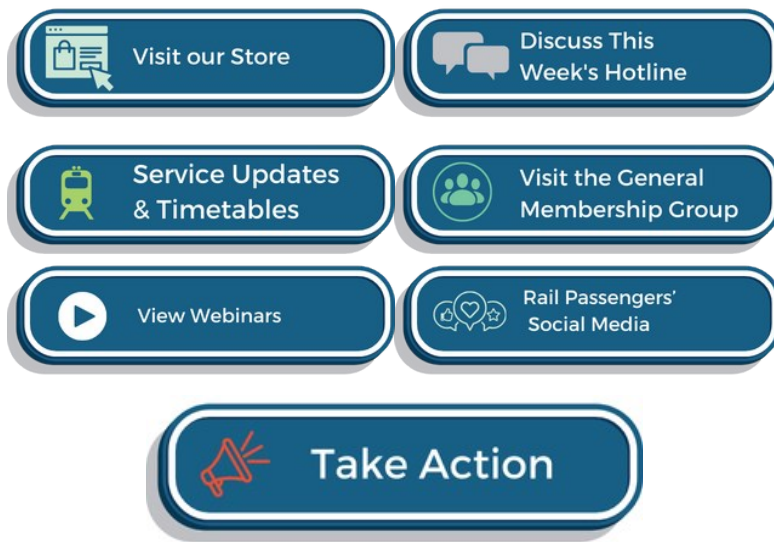 Visit our Store
Discuss This
Week's Hotline
Service Updates
& Timetables
Visit the General
Membership Group
View Webinars
Rail Passengers’
Social Media
Take Action